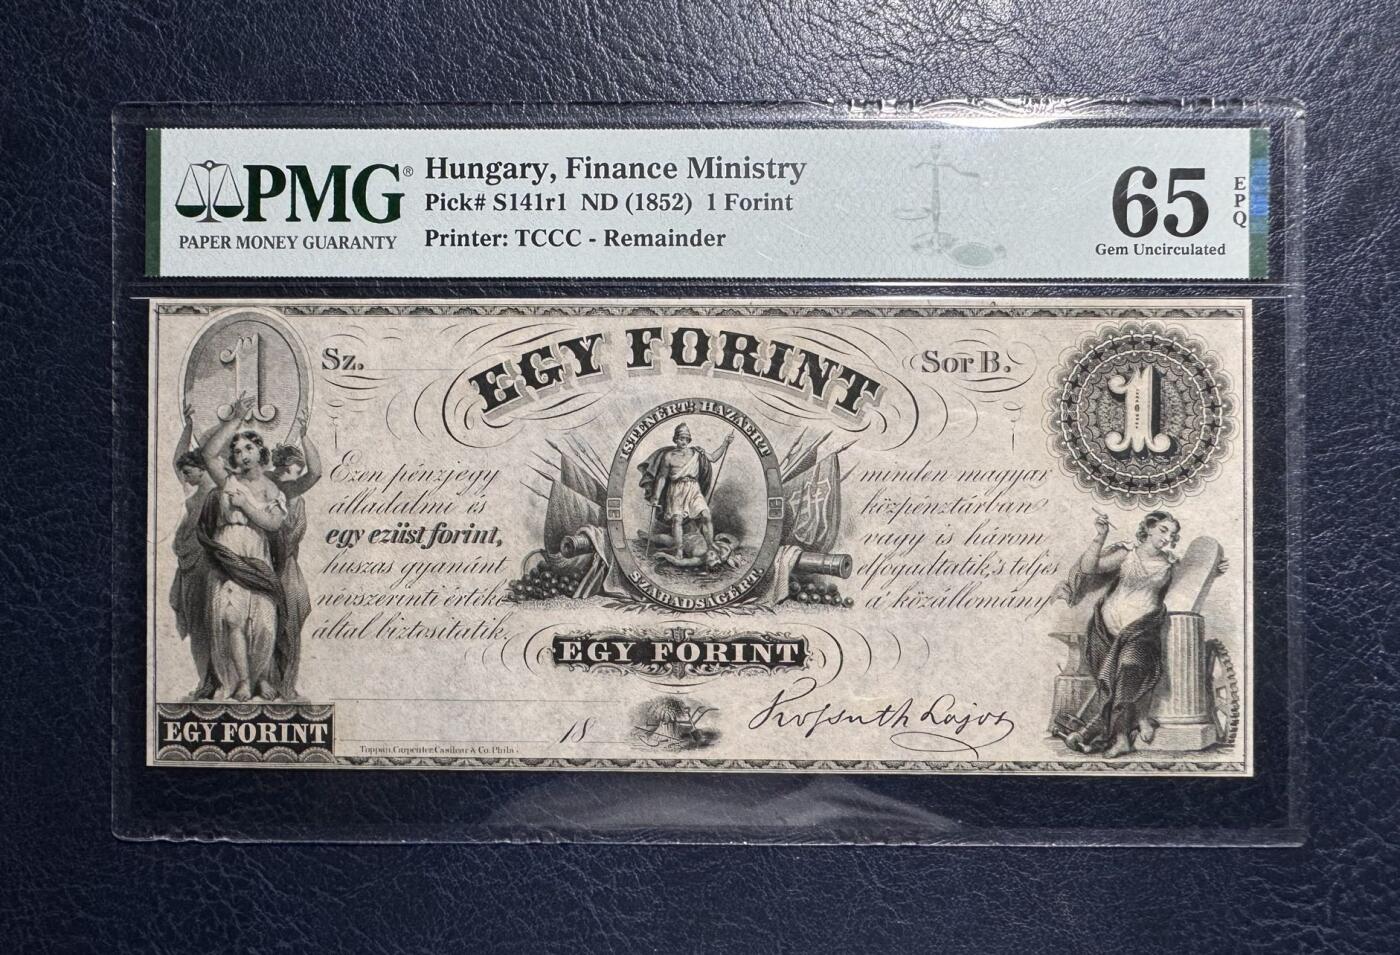 PMG®
PAPER MONEY GUARANTY
Hungary, Finance Ministry
Pick# S141r1 ND (1852) 1 Forint
Printer: TCCC - Remainder
65
EPQ
Gem Uncirculated
1
Sz.
EGY FORINT
Sor B.
1
ISTENÉRT, HAZÁÉRT
SZABADSÁGÉRT.
Ezen pénzjegy
álladalmi és
egy ezüst forint,
húszas gyanánt
névszerinti értéke
által biztositatik.
minden magyar
közpénztárban
vagy is három
elfogadtatik, s teljes
a' közállomány
EGY FORINT
EGY FORINT
18
Kossuth Lajos
Toppan, Carpenter, Casilear & Co. Phila.